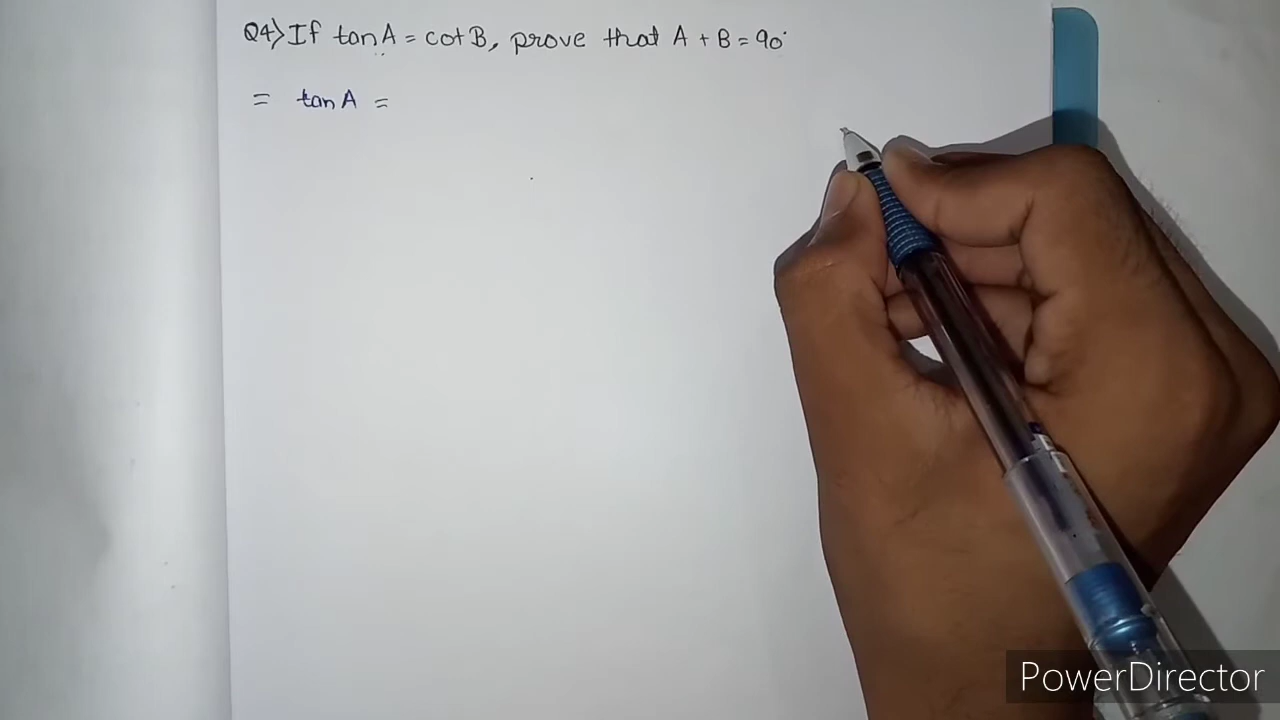 Q4) If tan A = cot B, prove that A + B = 90°
= tan A =
PowerDirector